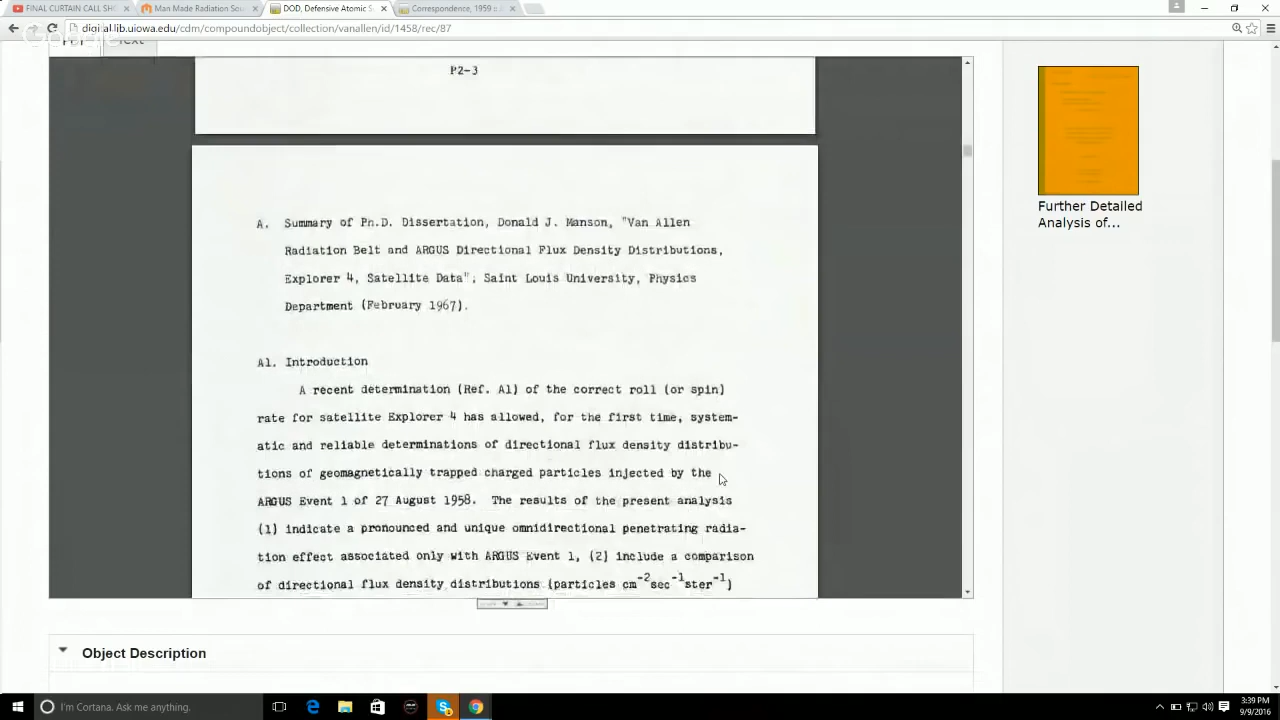 FINAL CURTAIN CALL SH
Man Made Radiation Sou
DOD, Defensive Atomic S
Correspondence, 1959 c
digital.lib.uiowa.edu/cdm/compoundobject/collection/vanallen/id/1458/rec/87
Text
P2-3
A. Summary of Ph.D. Dissertation, Donald J. Manson, "Van Allen
Radiation Belt and ARGUS Directional Flux Density Distributions,
Explorer 4, Satellite Data"; Saint Louis University, Physics
Department (February 1967).
A1. Introduction
A recent determination (Ref. A1) of the correct roll (or spin)
rate for satellite Explorer 4 has allowed, for the first time, system-
atic and reliable determinations of directional flux density distribu-
tions of geomagnetically trapped charged particles injected by the
ARGUS Event 1 of 27 August 1958. The results of the present analysis
(1) indicate a pronounced and unique omnidirectional penetrating radia-
tion effect associated only with ARGUS Event 1, (2) include a comparison
of directional flux density distributions (particles cm⁻²sec⁻¹ster⁻¹)
Further Detailed
Analysis of...
Object Description
I'm Cortana. Ask me anything.
3:39 PM
9/9/2016